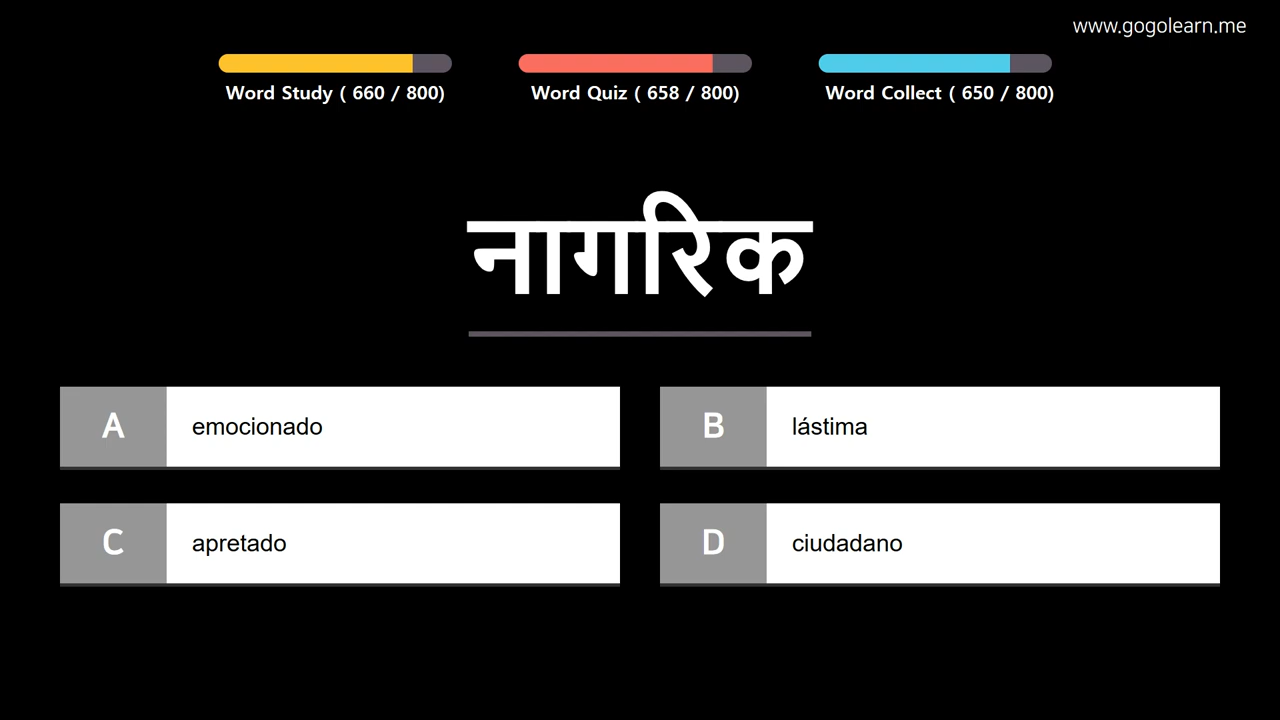 www.gogolearn.me
Word Study ( 660 / 800)
Word Quiz ( 658 / 800)
Word Collect ( 650 / 800)
नागरिक
A
emocionado
B
lástima
C
apretado
D
ciudadano